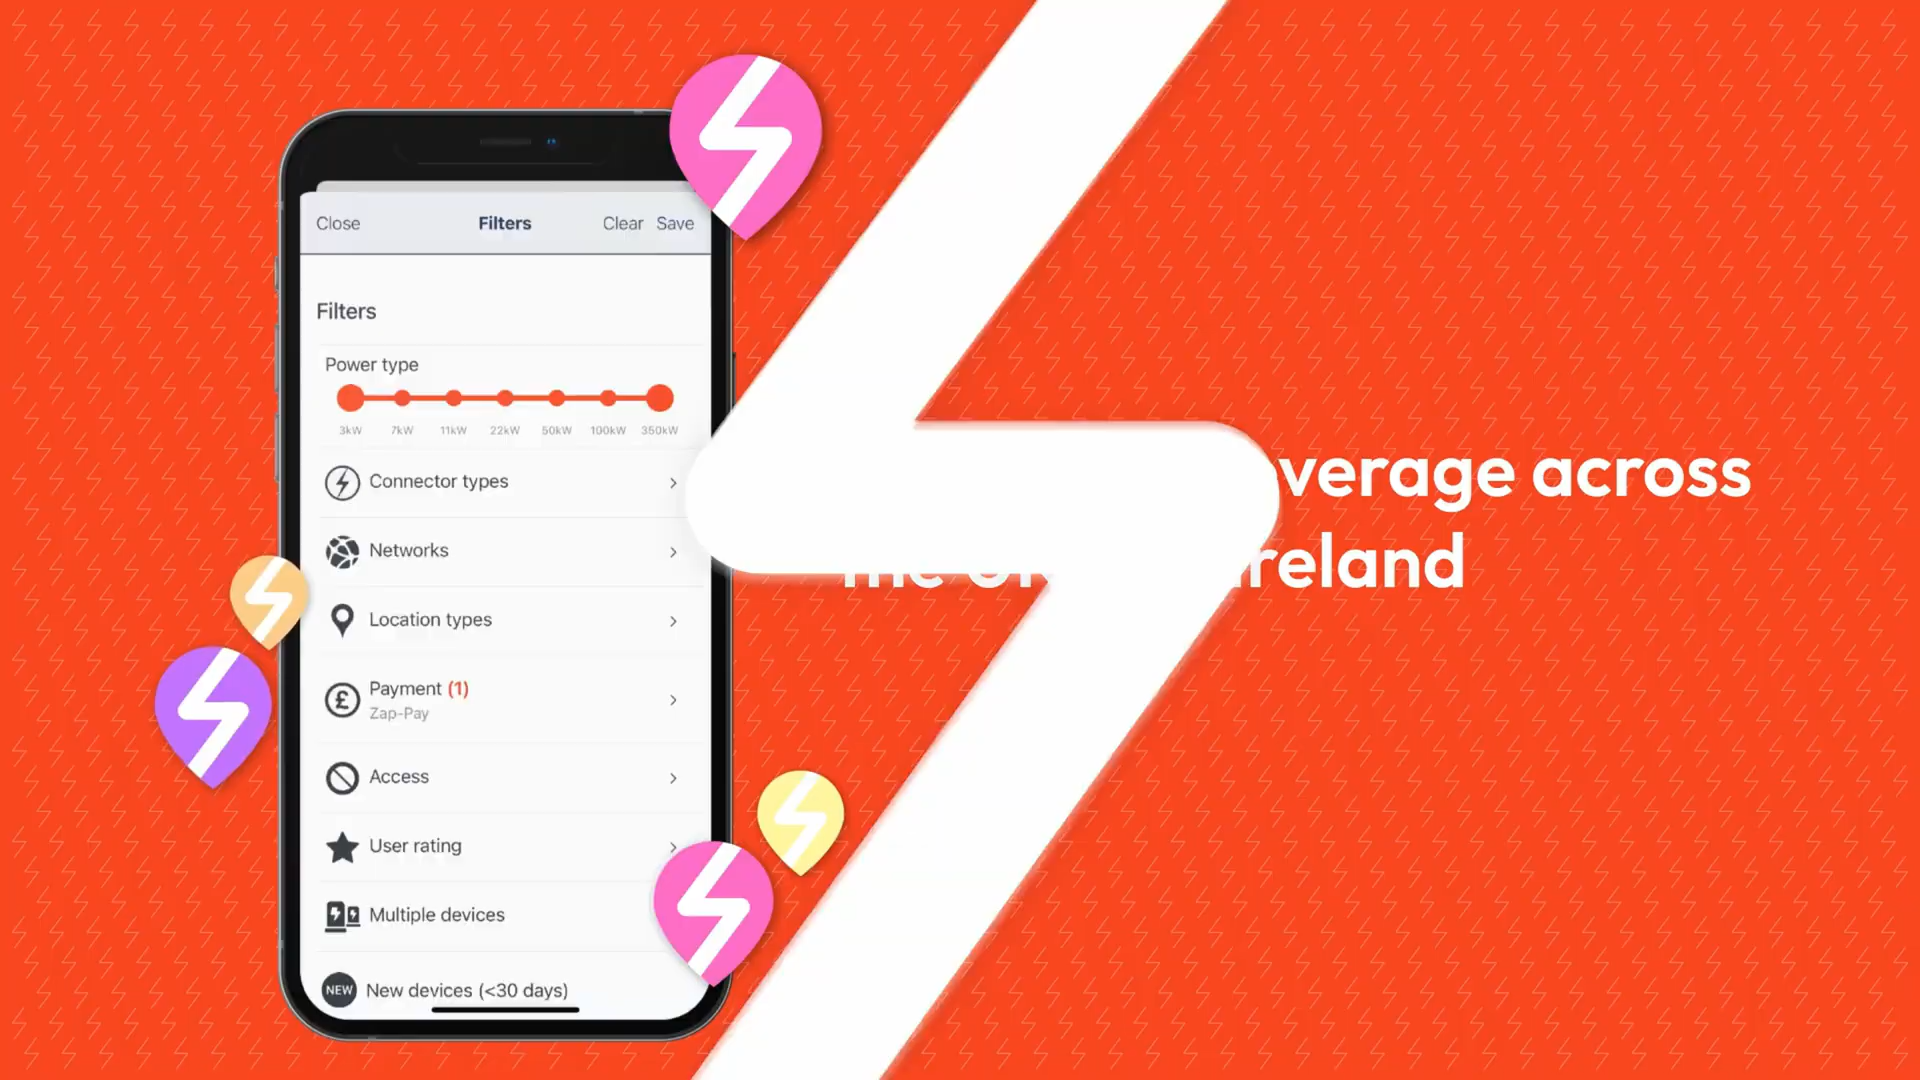 Close Filters Clear Save
Filters
Power type
3kW 7kW 11kW 22kW 50kW 100kW 350kW
Connector types
Networks
Location types
Payment (1)
Zap-Pay
Access
User rating
Multiple devices
NEW New devices (<30 days)
verage across
reland